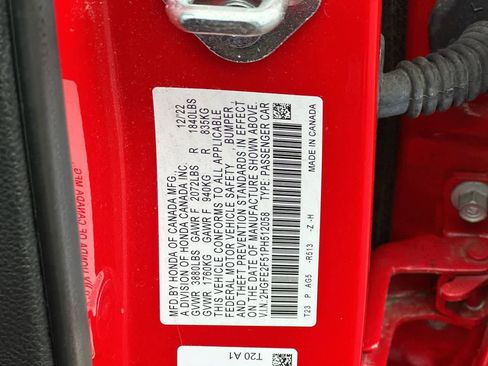 MFD. BY HONDA OF CANADA MFG. 12/22
A DIVISION OF HONDA CANADA INC.
GVWR 3880LBS GAWR F 2072LBS R 1840LBS
GVWR 1760KG GAWR F 940KG R 835KG
THIS VEHICLE CONFORMS TO ALL APPLICABLE
FEDERAL MOTOR VEHICLE SAFETY , BUMPER ,
AND THEFT PREVENTION STANDARDS IN EFFECT
ON THE DATE OF MANUFACTURE SHOWN ABOVE.
V.I.N: 2HGFE2F51PH512058 TYPE: PASSENGER CAR
T23 P AG5 -R513 -Z -H MADE IN CANADA
T20 A1